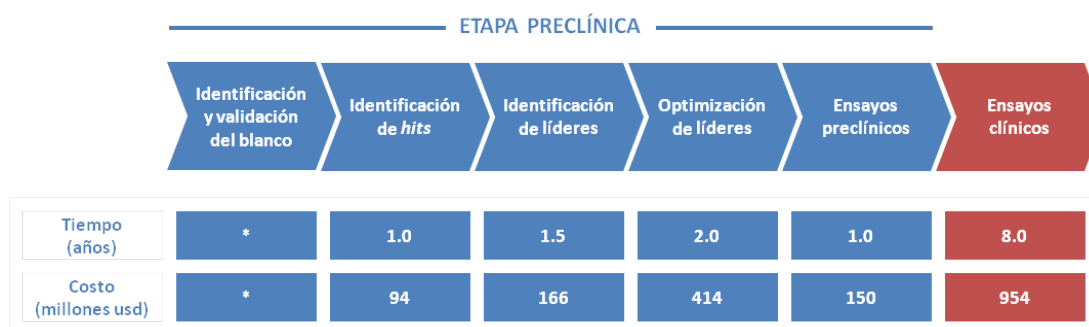 ETAPA PRECLÍNICA
Identificación
y validación
del blanco
Identificación
de hits
Identificación
de líderes
Optimización
de líderes
Ensayos
preclínicos
Ensayos
clínicos
Tiempo
(años)
* 1.0 1.5 2.0 1.0 8.0
Costo
(millones usd)
* 94 166 414 150 954